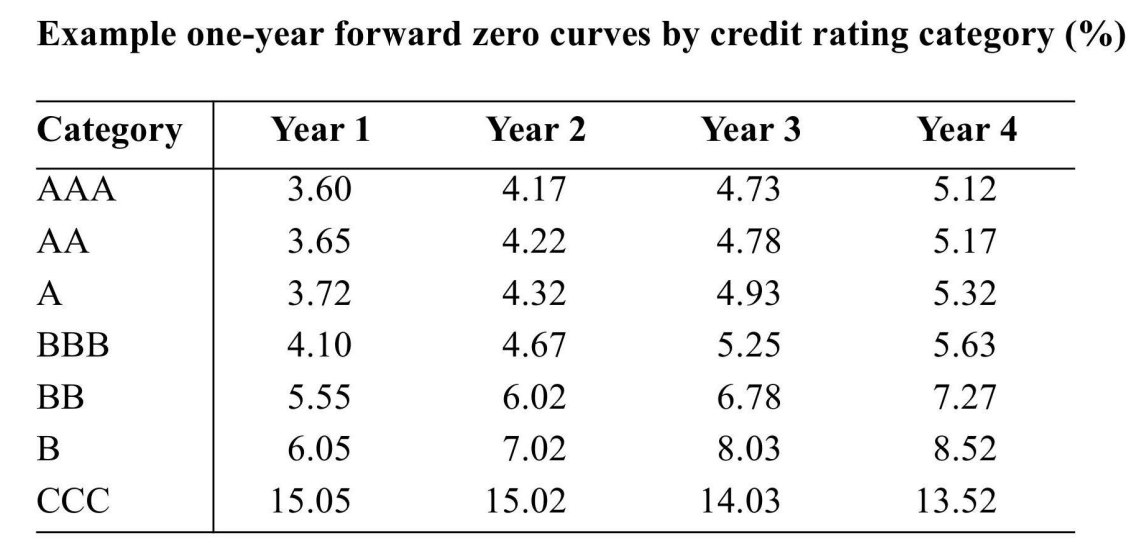 Example one-year forward zero curves by credit rating category (%)
Category Year 1 Year 2 Year 3 Year 4
AAA 3.60 4.17 4.73 5.12
AA 3.65 4.22 4.78 5.17
A 3.72 4.32 4.93 5.32
BBB 4.10 4.67 5.25 5.63
BB 5.55 6.02 6.78 7.27
B 6.05 7.02 8.03 8.52
CCC 15.05 15.02 14.03 13.52